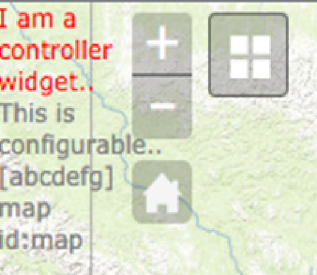 I am a
controller
widget..
This is
configurable..
[abcdefg]
map
id:map